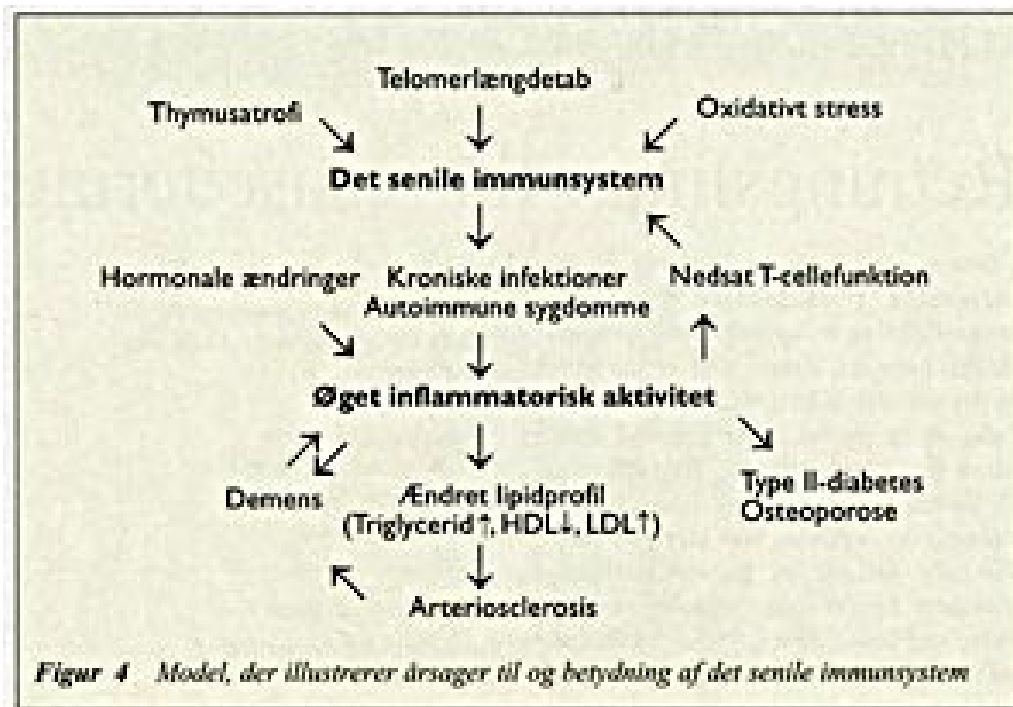 Telomerlængdetab
Thymusatrofi
Oxidativt stress
Det senile immunsystem
Hormonale ændringer
Kroniske infektioner
Autoimmune sygdomme
Nedsat T-cellefunktion
Øget inflammatorisk aktivitet
Demens
Ændret lipidprofil
(Triglycerid↑, HDL↓, LDL↑)
Type II-diabetes
Osteoporose
Arteriosclerosis
Figur 4 Model, der illustrerer årsager til og betydning af det senile immunsystem